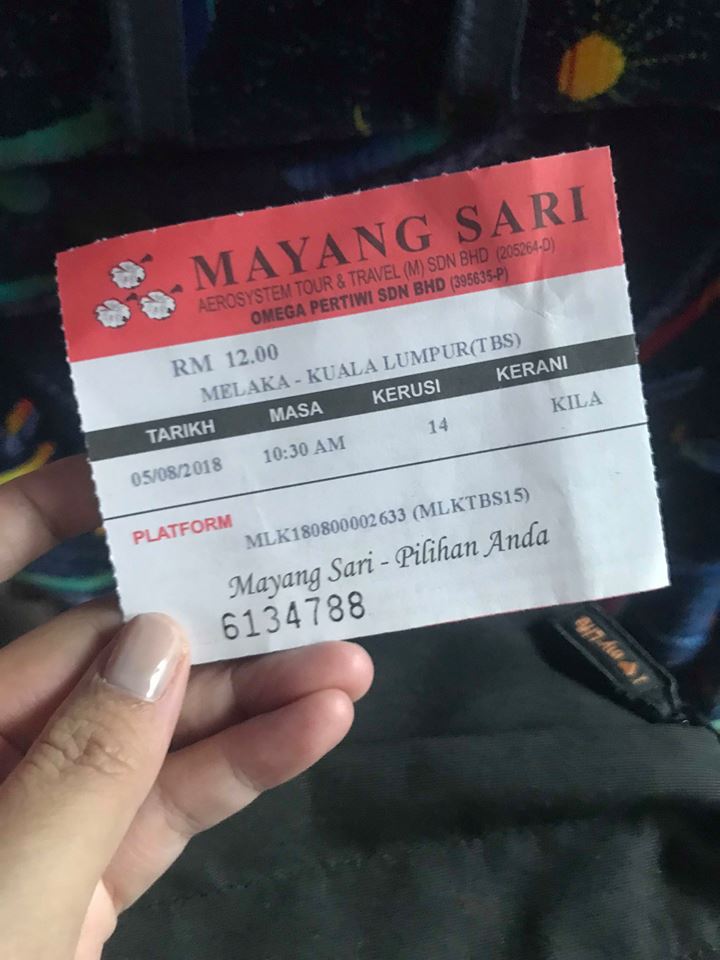 MAYANG SARI
AEROSYSTEM TOUR & TRAVEL (M) SDN BHD (205264-D)
OMEGA PERTIWI SDN BHD (395635-P)
RM 12.00
MELAKA - KUALA LUMPUR(TBS)
TARIKH MASA KERUSI KERANI
05/08/2018 10:30 AM 14 KILA
PLATFORM MLK180800002633 (MLKTBS15)
Mayang Sari - Pilihan Anda
6134788